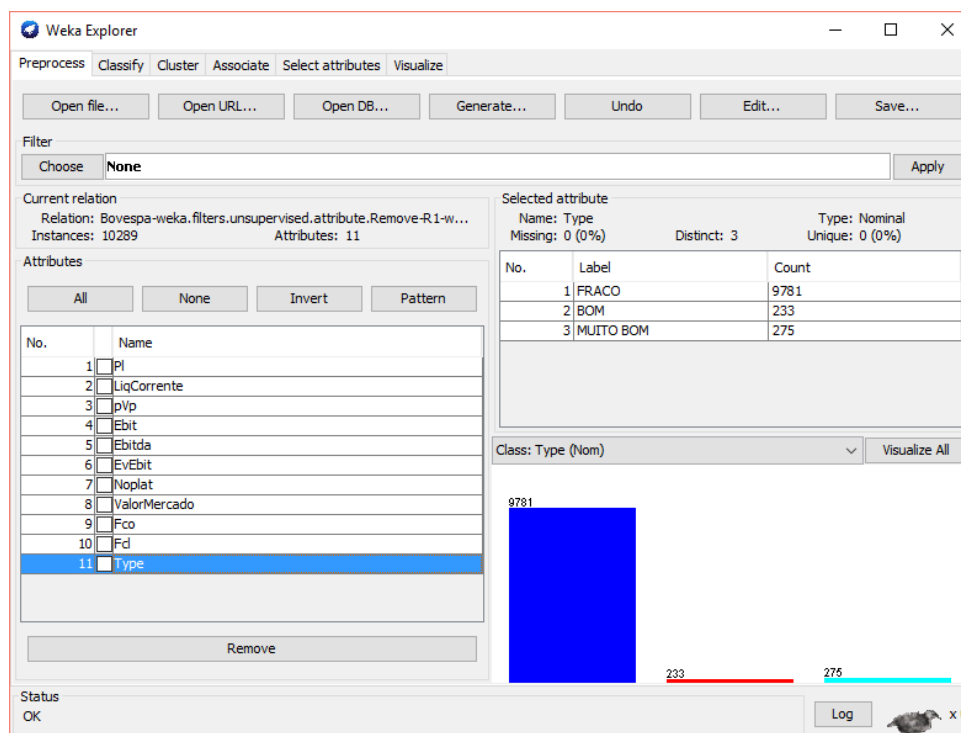 Weka Explorer
Preprocess Classify Cluster Associate Select attributes Visualize
Open file... Open URL... Open DB... Generate... Undo Edit... Save...
Filter
Choose None Apply
Current relation
Relation: Bovespa-weka.filters.unsupervised.attribute.Remove-R1-w...
Instances: 10289 Attributes: 11
Attributes
All None Invert Pattern
No. Name
1 Pl
2 LiqCorrente
3 pVp
4 Ebit
5 Ebitda
6 EvEbit
7 Noplat
8 ValorMercado
9 Fco
10 Fcl
11 Type
Remove
Selected attribute
Name: Type Type: Nominal
Missing: 0 (0%) Distinct: 3 Unique: 0 (0%)
No. Label Count
1 FRACO 9781
2 BOM 233
3 MUITO BOM 275
Class: Type (Nom) Visualize All
9781
233
275
Status
OK
Log
x